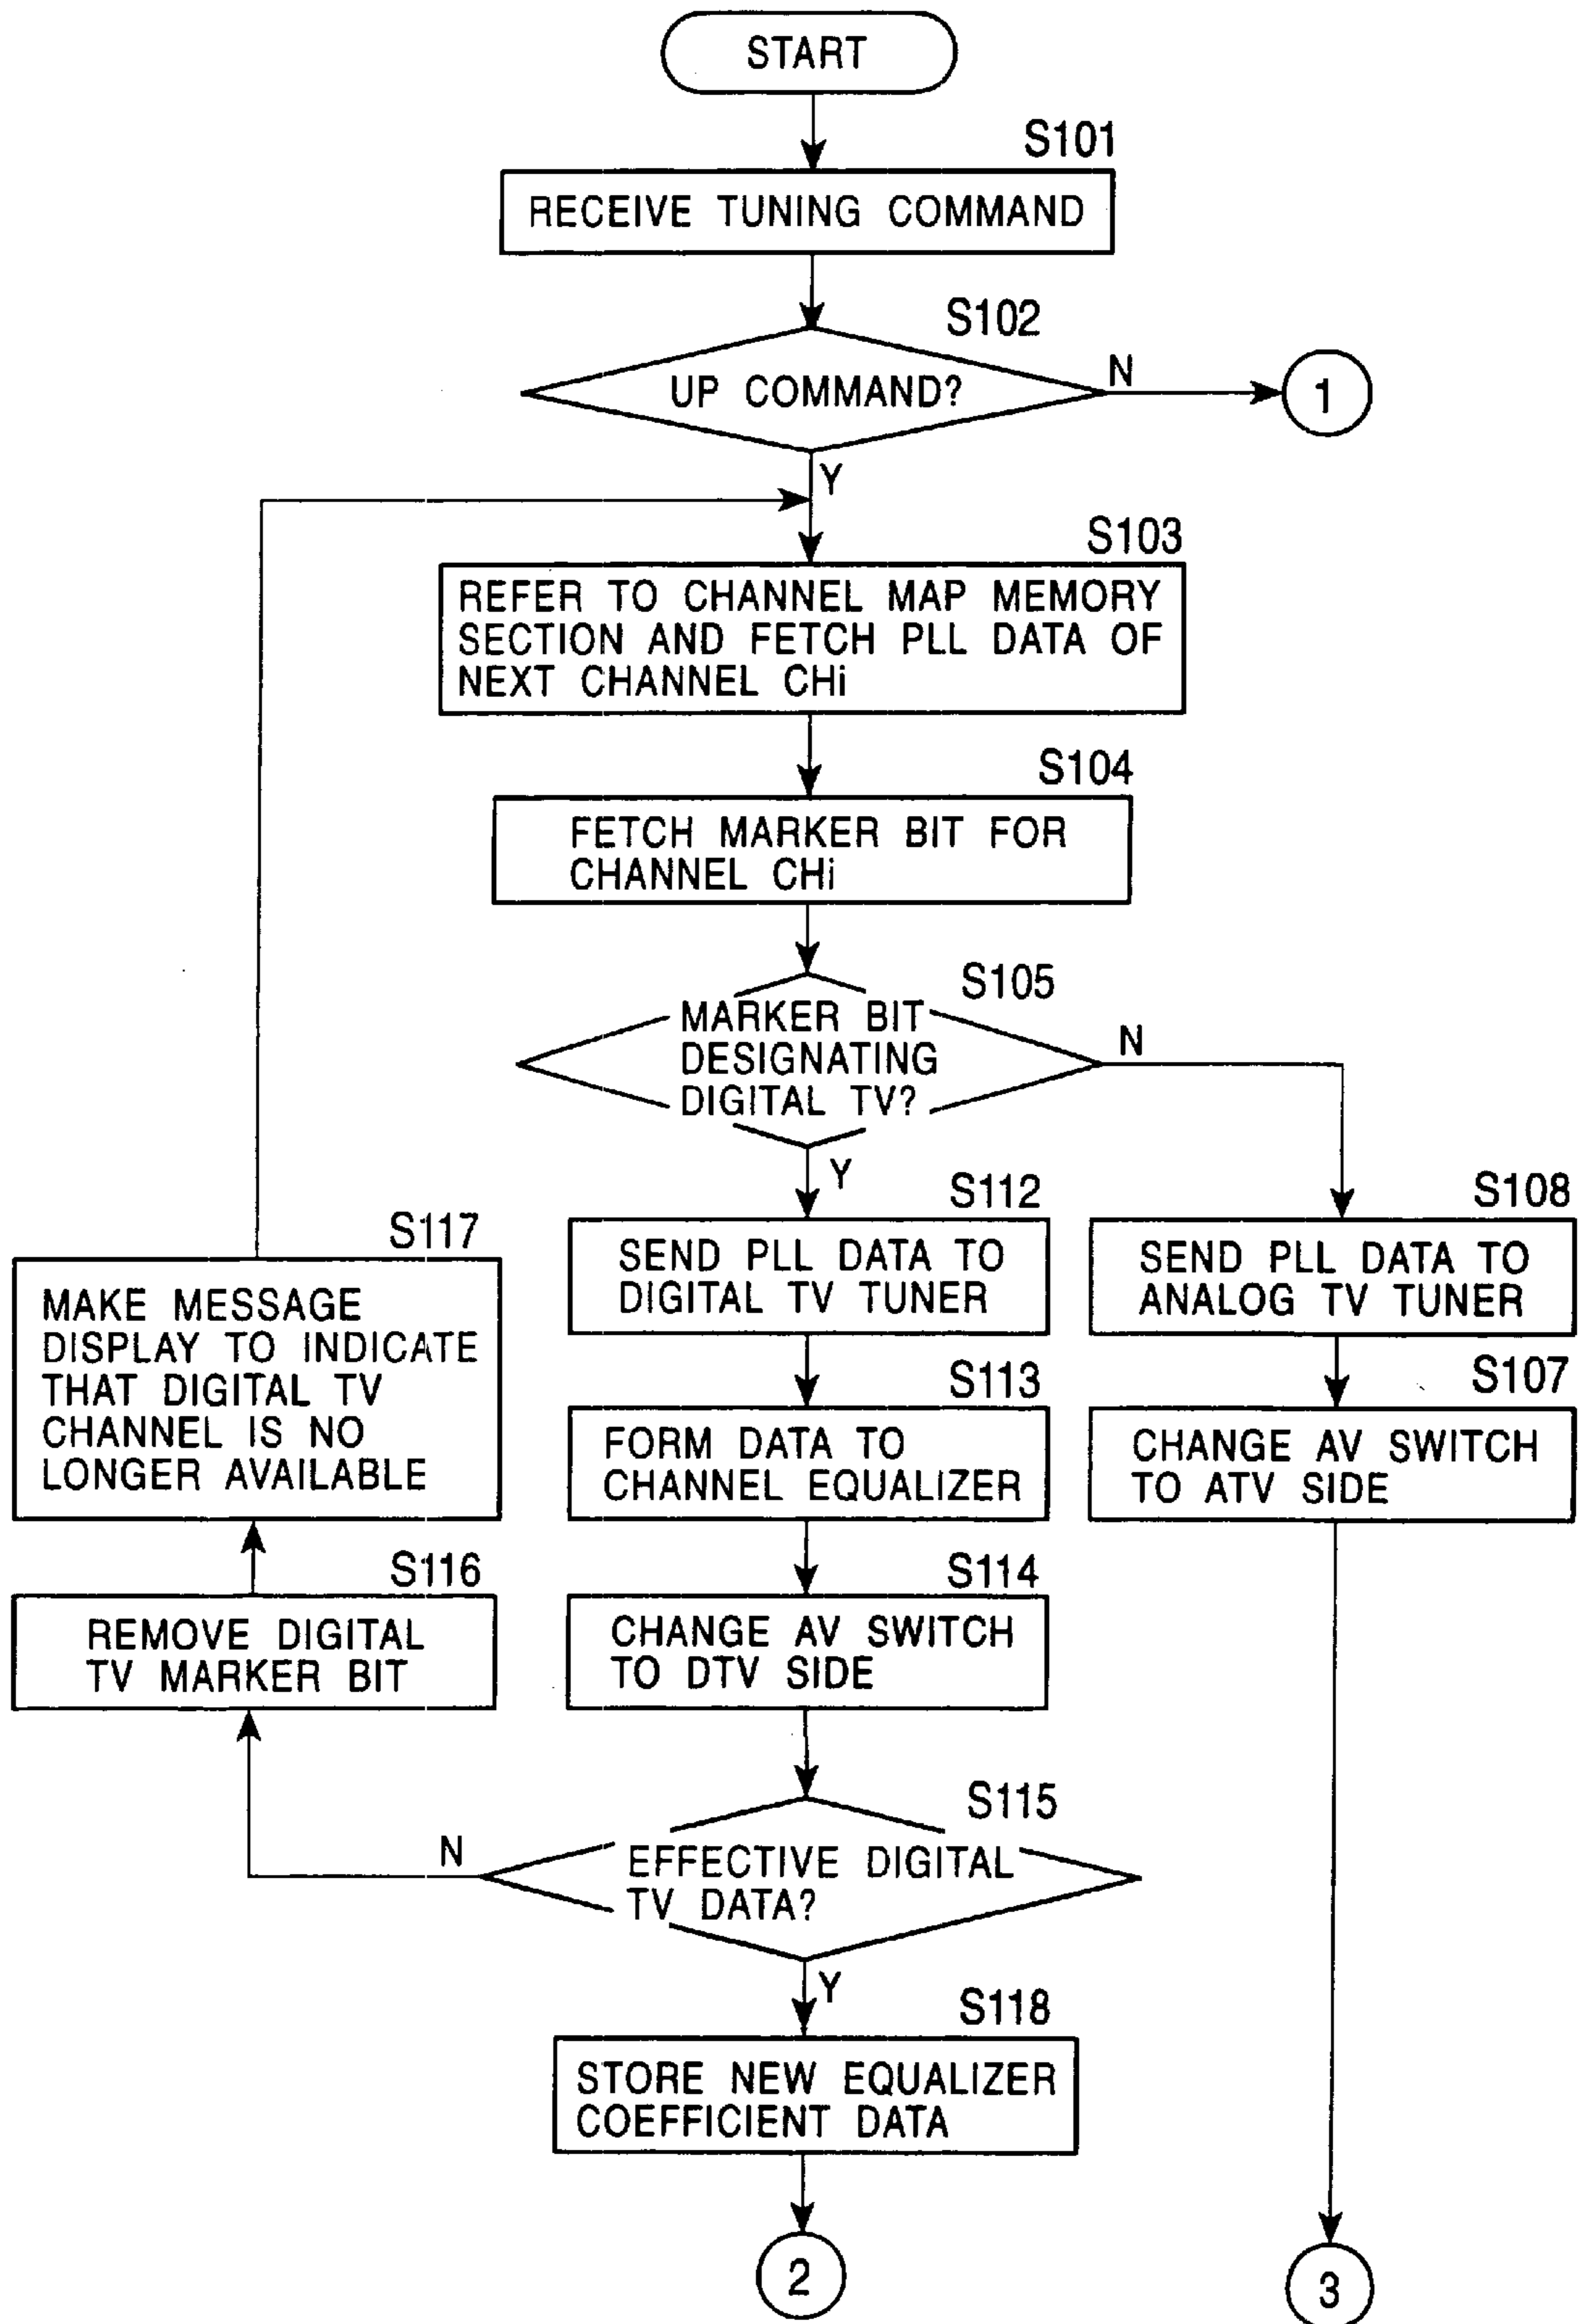 START
S101
RECEIVE TUNING COMMAND
S102
UP COMMAND?
N
1
Y
S103
REFER TO CHANNEL MAP MEMORY
SECTION AND FETCH PLL DATA OF
NEXT CHANNEL CHi
S104
FETCH MARKER BIT FOR
CHANNEL CHi
S105
MARKER BIT
DESIGNATING
DIGITAL TV?
N
Y
S112
SEND PLL DATA TO
DIGITAL TV TUNER
S108
SEND PLL DATA TO
ANALOG TV TUNER
S117
MAKE MESSAGE
DISPLAY TO INDICATE
THAT DIGITAL TV
CHANNEL IS NO
LONGER AVAILABLE
S113
FORM DATA TO
CHANNEL EQUALIZER
S107
CHANGE AV SWITCH
TO ATV SIDE
S116
REMOVE DIGITAL
TV MARKER BIT
S114
CHANGE AV SWITCH
TO DTV SIDE
S115
N
EFFECTIVE DIGITAL
TV DATA?
Y
S118
STORE NEW EQUALIZER
COEFFICIENT DATA
2
3